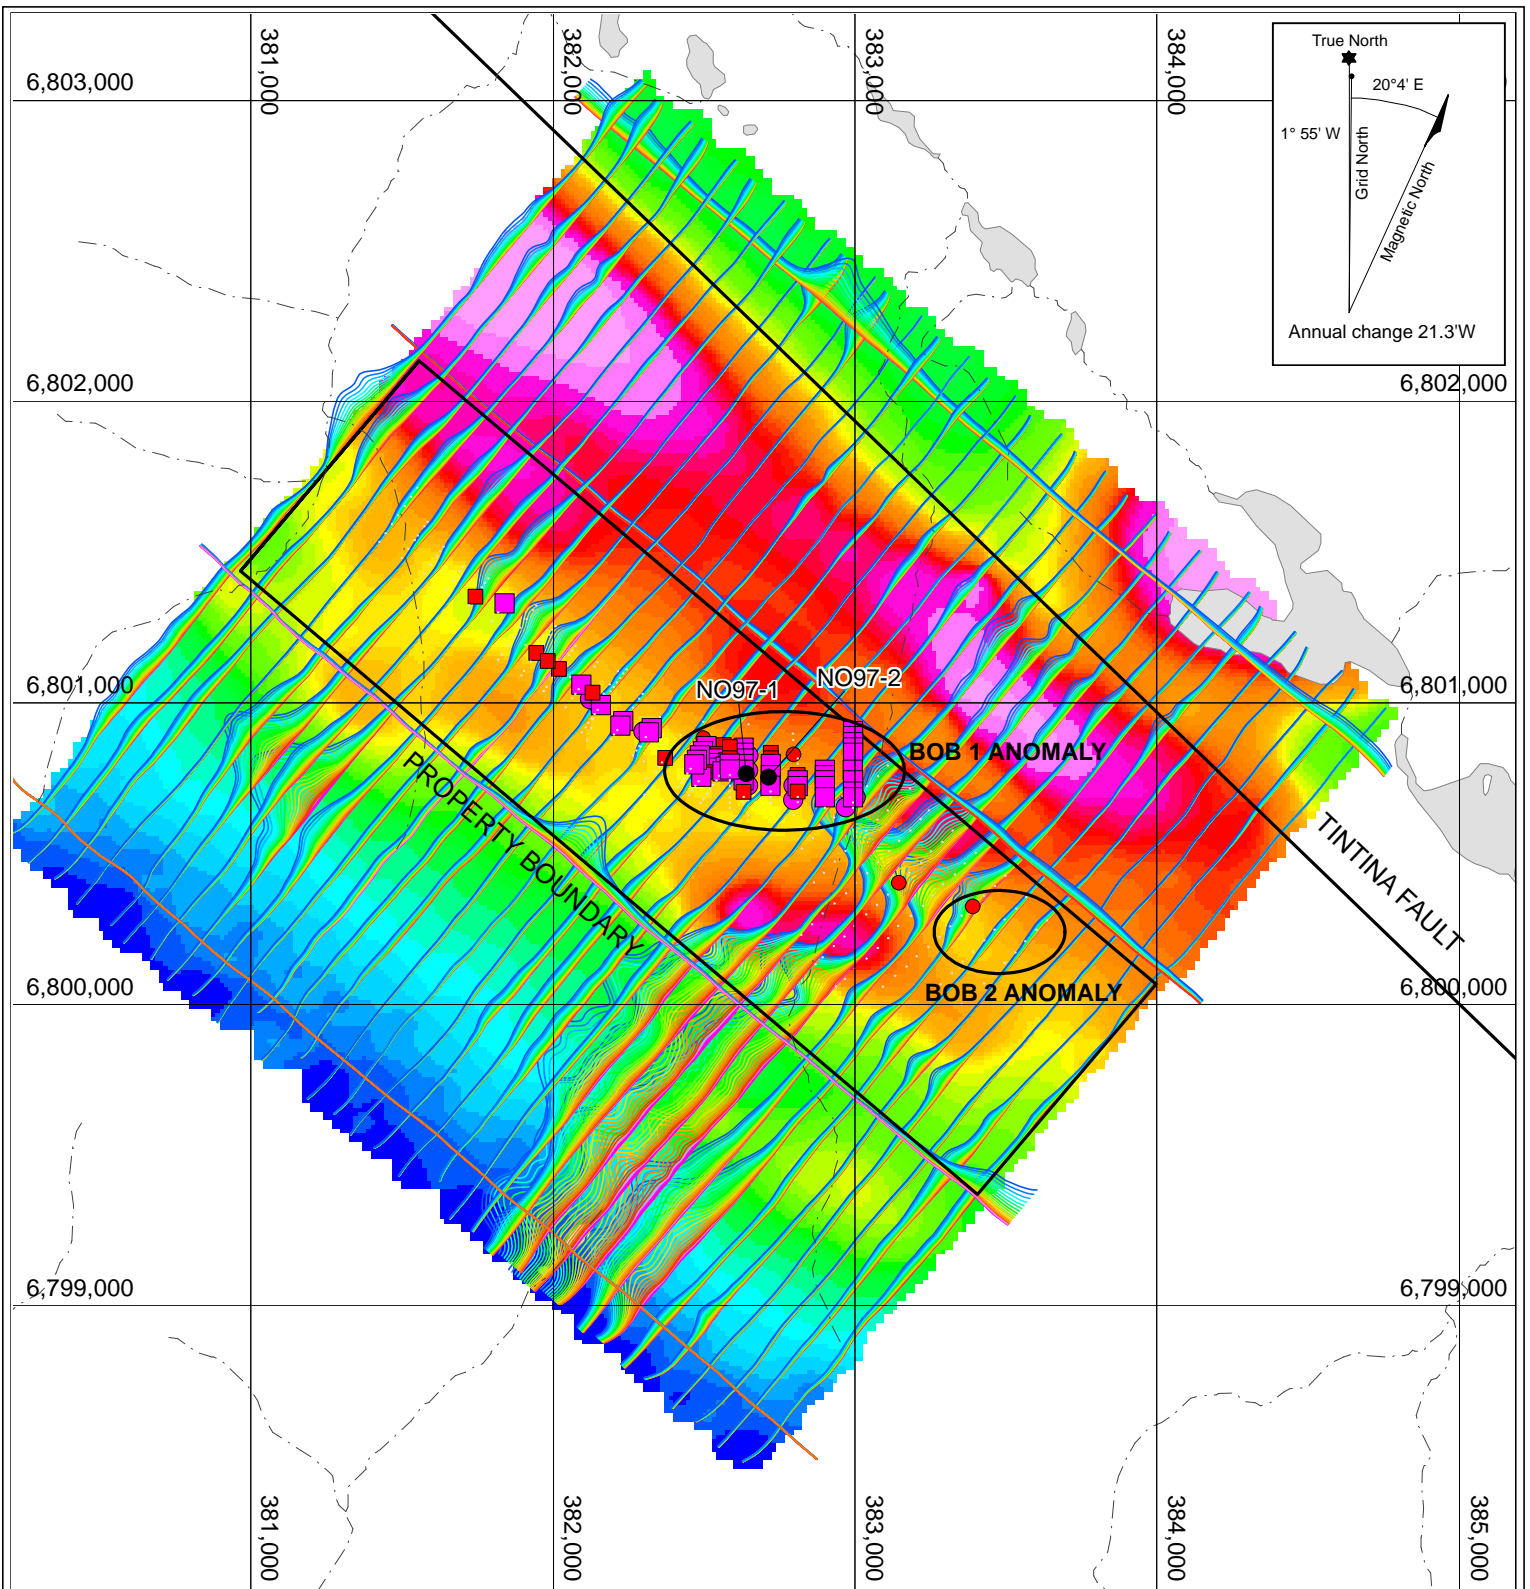 381,000
382,000
383,000
384,000
True North
20°4' E
1° 55' W
Grid North
Magnetic North
Annual change 21.3'W
6,803,000
6,802,000
6,802,000
6,801,000
6,801,000
NO97-1
NO97-2
BOB 1 ANOMALY
PROPERTY BOUNDARY
TINTINA FAULT
BOB 2 ANOMALY
6,800,000
6,800,000
6,799,000
6,799,000
381,000
382,000
383,000
384,000
385,000